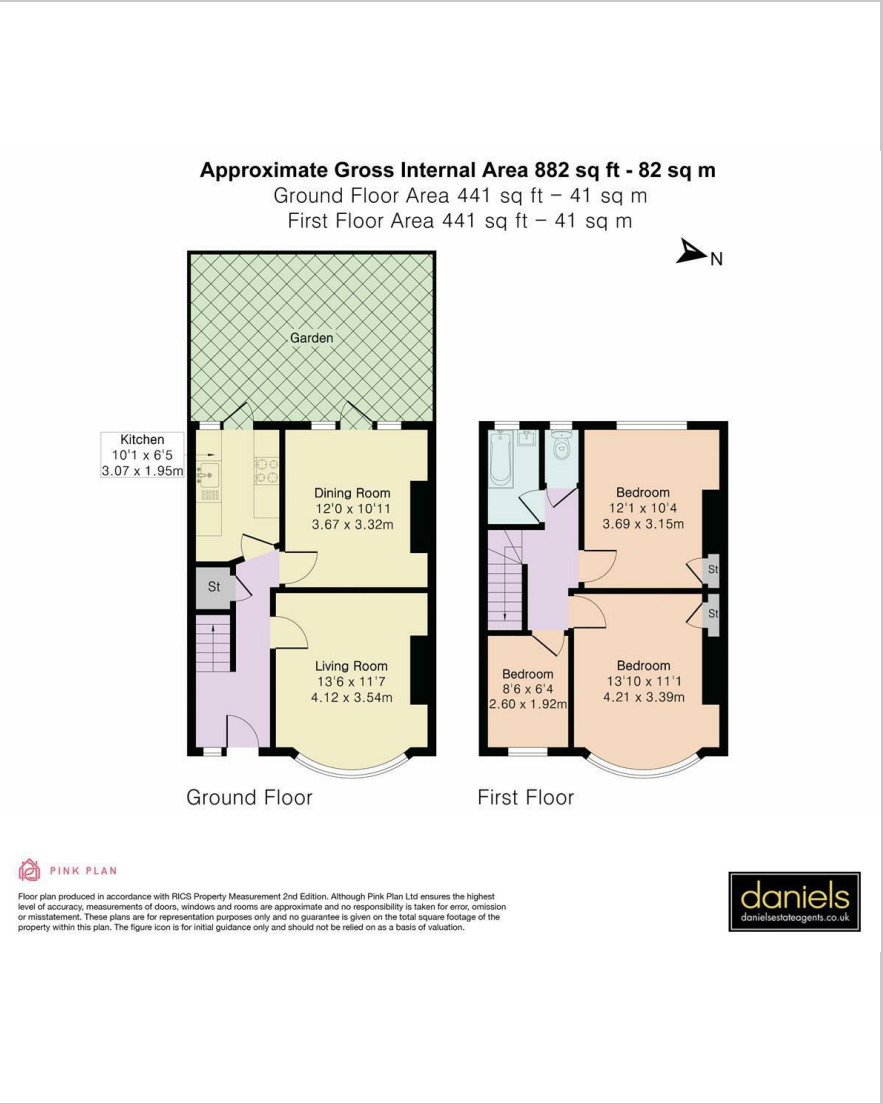 Approximate Gross Internal Area 882 sq ft - 82 sq m
Ground Floor Area 441 sq ft – 41 sq m
First Floor Area 441 sq ft – 41 sq m
N
Garden
Kitchen
10'1 x 6'5
3.07 x 1.95m
Dining Room
12'0 x 10'11
3.67 x 3.32m
St
Living Room
13'6 x 11'7
4.12 x 3.54m
Ground Floor
Bedroom
12'1 x 10'4
3.69 x 3.15m
St
St
Bedroom
8'6 x 6'4
2.60 x 1.92m
Bedroom
13'10 x 11'1
4.21 x 3.39m
First Floor
PINK PLAN
Floor plan produced in accordance with RICS Property Measurement 2nd Edition. Although Pink Plan Ltd ensures the highest
level of accuracy, measurements of doors, windows and rooms are approximate and no responsibility is taken for error, omission
or misstatement. These plans are for representation purposes only and no guarantee is given on the total square footage of the
property within this plan. The figure icon is for initial guidance only and should not be relied on as a basis of valuation.
daniels
danielsestateagents.co.uk